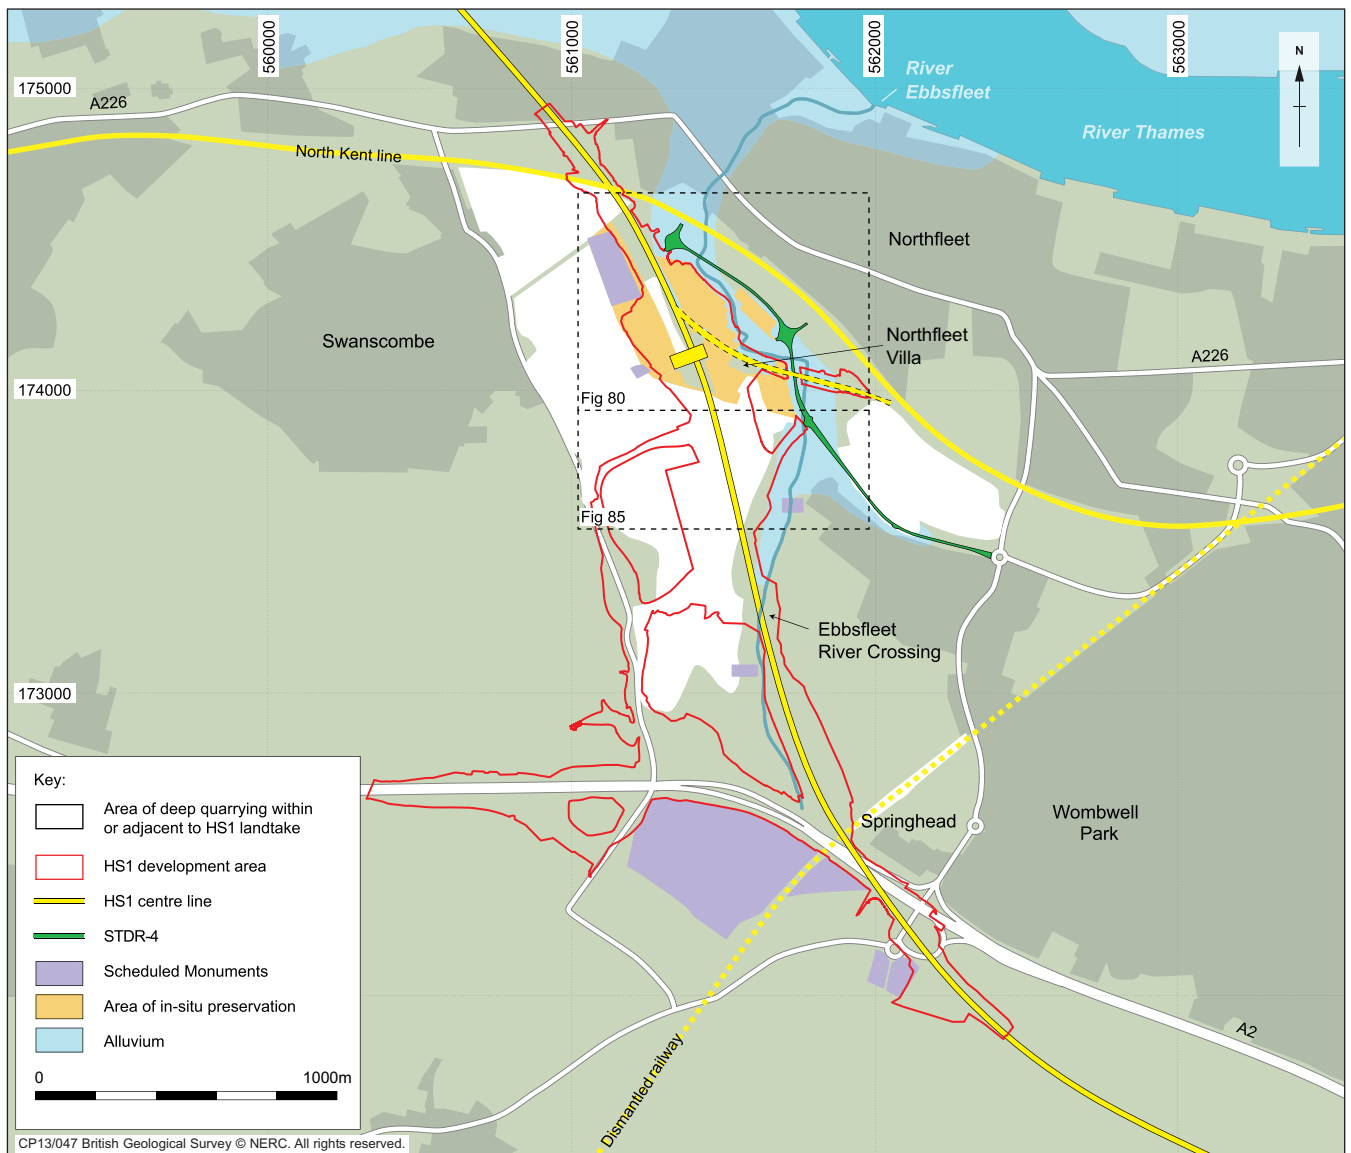 560000
561000
562000
563000
N
River
Ebbsfleet
175000
A226
River Thames
North Kent line
Northfleet
Swanscombe
Northfleet
Villa
A226
174000
Fig 80
Fig 85
Ebbsfleet
River Crossing
173000
Key:
Area of deep quarrying within
or adjacent to HS1 landtake
HS1 development area
HS1 centre line
STDR-4
Scheduled Monuments
Area of in-situ preservation
Alluvium
0 1000m
Springhead
Wombwell
Park
A2
Dismantled railway
CP13/047 British Geological Survey © NERC. All rights reserved.